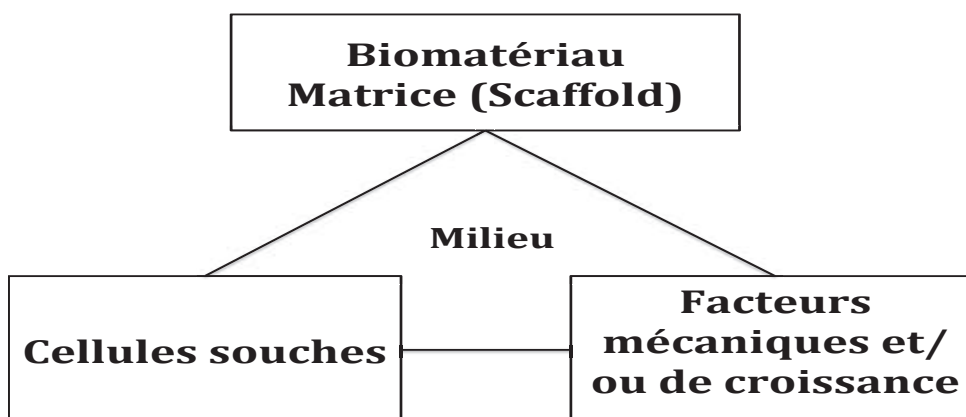 Biomatériau
Matrice (Scaffold)
Milieu
Cellules souches
Facteurs
mécaniques et/
ou de croissance